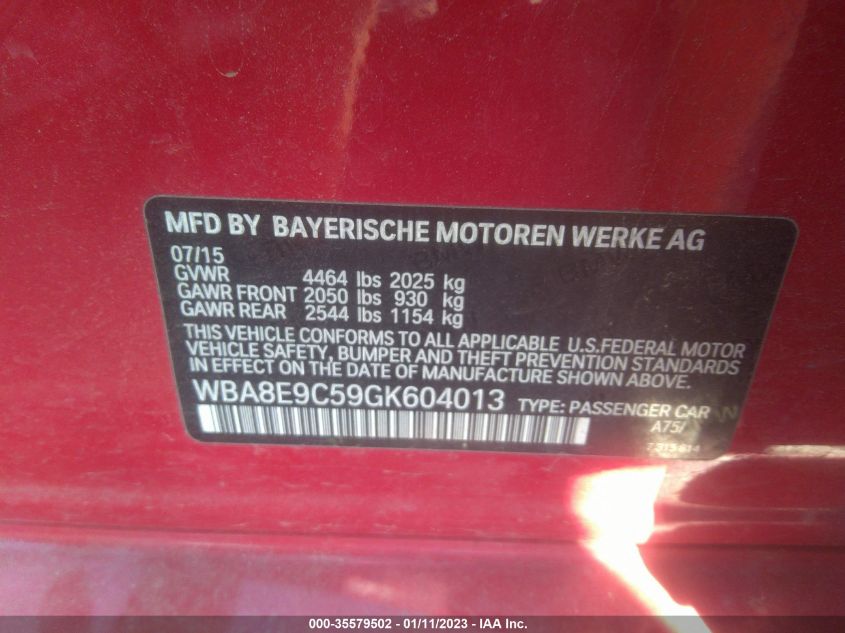 MFD BY BAYERISCHE MOTOREN WERKE AG
07/15
GVWR 4464 lbs 2025 kg
GAWR FRONT 2050 lbs 930 kg
GAWR REAR 2544 lbs 1154 kg
THIS VEHICLE CONFORMS TO ALL APPLICABLE U.S.FEDERAL MOTOR
VEHICLE SAFETY, BUMPER AND THEFT PREVENTION STANDARDS
IN EFFECT ON THE DATE OF MANUFACTURE SHOWN ABOVE.
WBA8E9C59GK604013 TYPE: PASSENGER CAR
A75/
000-35579502 - 01/11/2023 - IAA Inc.